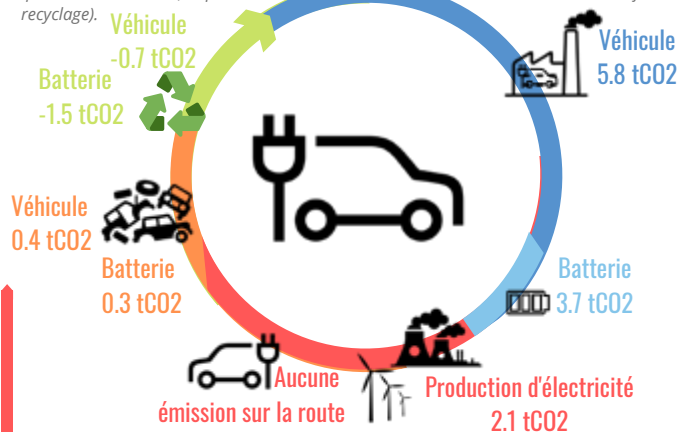 recyclage).
Véhicule
-0.7 tCO2
Véhicule
5.8 tCO2
Batterie
-1.5 tCO2
Véhicule
0.4 tCO2
Batterie
0.3 tCO2
Batterie
3.7 tCO2
Aucune
émission sur la route
Production d'électricité
2.1 tCO2